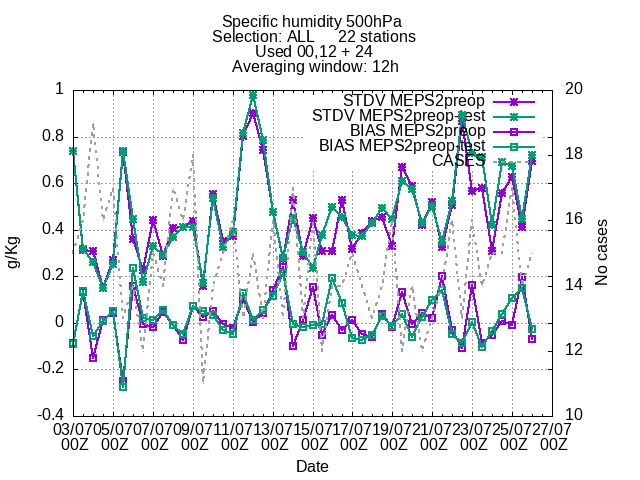 Specific humidity 500hPa
Selection: ALL 22 stations
Used 00,12 + 24
Averaging window: 12h
STDV MEPS2preop
STDV MEPS2preop-test
BIAS MEPS2preop
BIAS MEPS2preop-test
CASES
1
0.8
0.6
0.4
0.2
0
-0.2
-0.4
g/Kg
20
18
16
14
12
10
No cases
03/07 05/07 07/07 09/07 11/07 13/07 15/07 17/07 19/07 21/07 23/07 25/07 27/07
00Z 00Z 00Z 00Z 00Z 00Z 00Z 00Z 00Z 00Z 00Z 00Z 00Z
Date